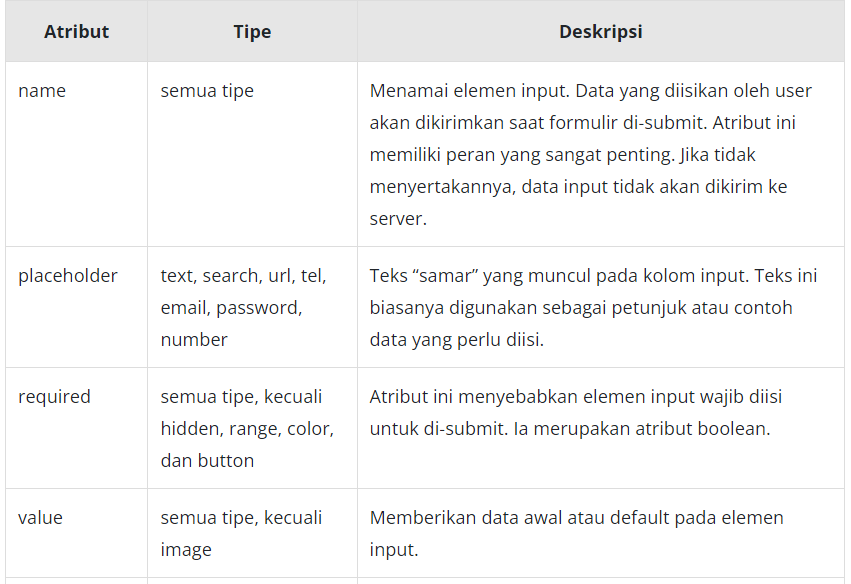 Atribut Tipe Deskripsi
name semua tipe Menamai elemen input. Data yang diisikan oleh user
akan dikirimkan saat formulir di-submit. Atribut ini
memiliki peran yang sangat penting. Jika tidak
menyertakannya, data input tidak akan dikirim ke
server.
placeholder text, search, url, tel, Teks “samar” yang muncul pada kolom input. Teks ini
email, password, biasanya digunakan sebagai petunjuk atau contoh
number data yang perlu diisi.
required semua tipe, kecuali Atribut ini menyebabkan elemen input wajib diisi
hidden, range, color, untuk di-submit. Ia merupakan atribut boolean.
dan button
value semua tipe, kecuali Memberikan data awal atau default pada elemen
image input.